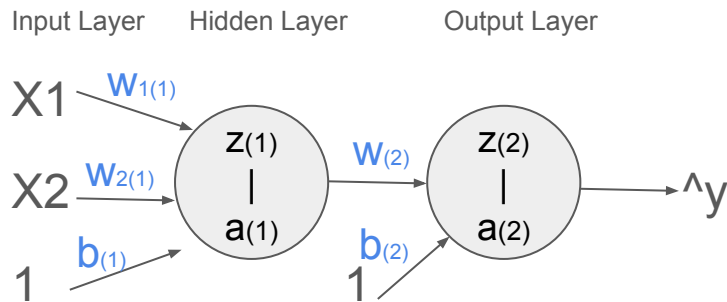 Input Layer Hidden Layer Output Layer
X1 w1(1)
z(1) z(2)
X2 w2(1) | w(2) | ^y
a(1) a(2)
1 b(1) 1 b(2)